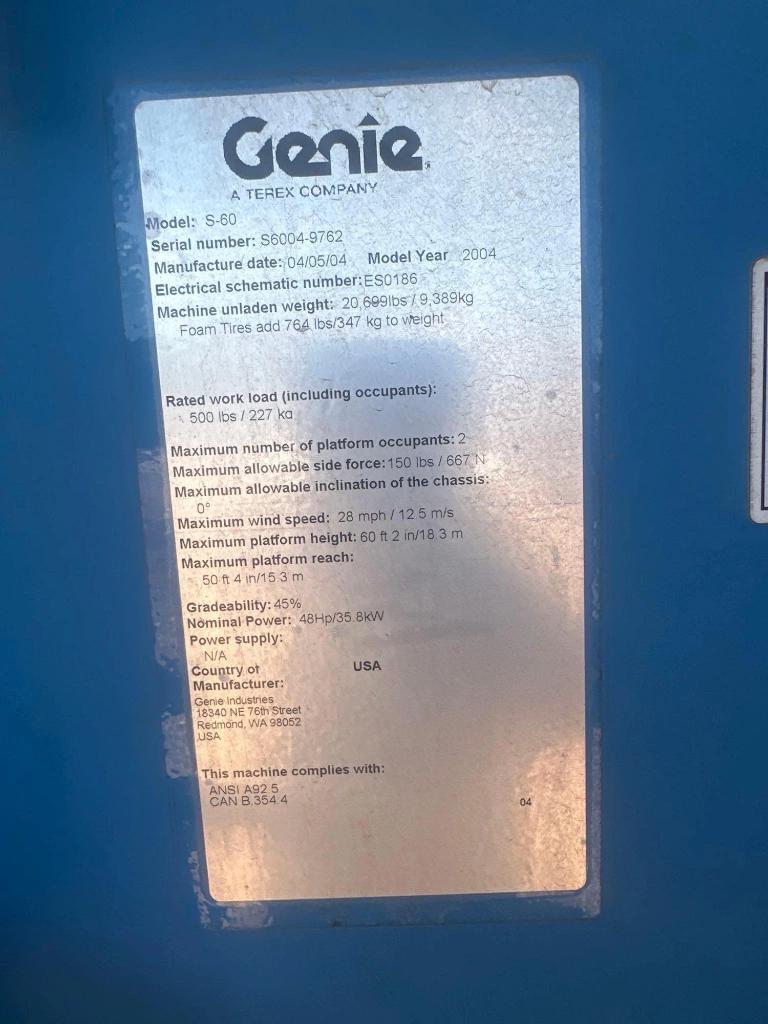 Genie
A TEREX COMPANY
Model: S-60
Serial number: S6004-9762
Manufacture date: 04/05/04 Model Year 2004
Electrical schematic number: ES0186
Machine unladen weight: 20,699lbs / 9,389kg
Foam Tires add 764 lbs/347 kg to weight
Rated work load (including occupants):
500 lbs / 227 kg
Maximum number of platform occupants: 2
Maximum allowable side force: 150 lbs / 667 N
Maximum allowable inclination of the chassis:
0°
Maximum wind speed: 28 mph / 12.5 m/s
Maximum platform height: 60 ft 2 in/18.3 m
Maximum platform reach:
50 ft 4 in/15.3 m
Gradeability: 45%
Nominal Power: 48Hp/35.8kW
Power supply:
N/A
Country of USA
Manufacturer:
Genie Industries
18340 NE 76th Street
Redmond, WA 98052
USA
This machine complies with:
ANSI A92.5
CAN B.354.4
04